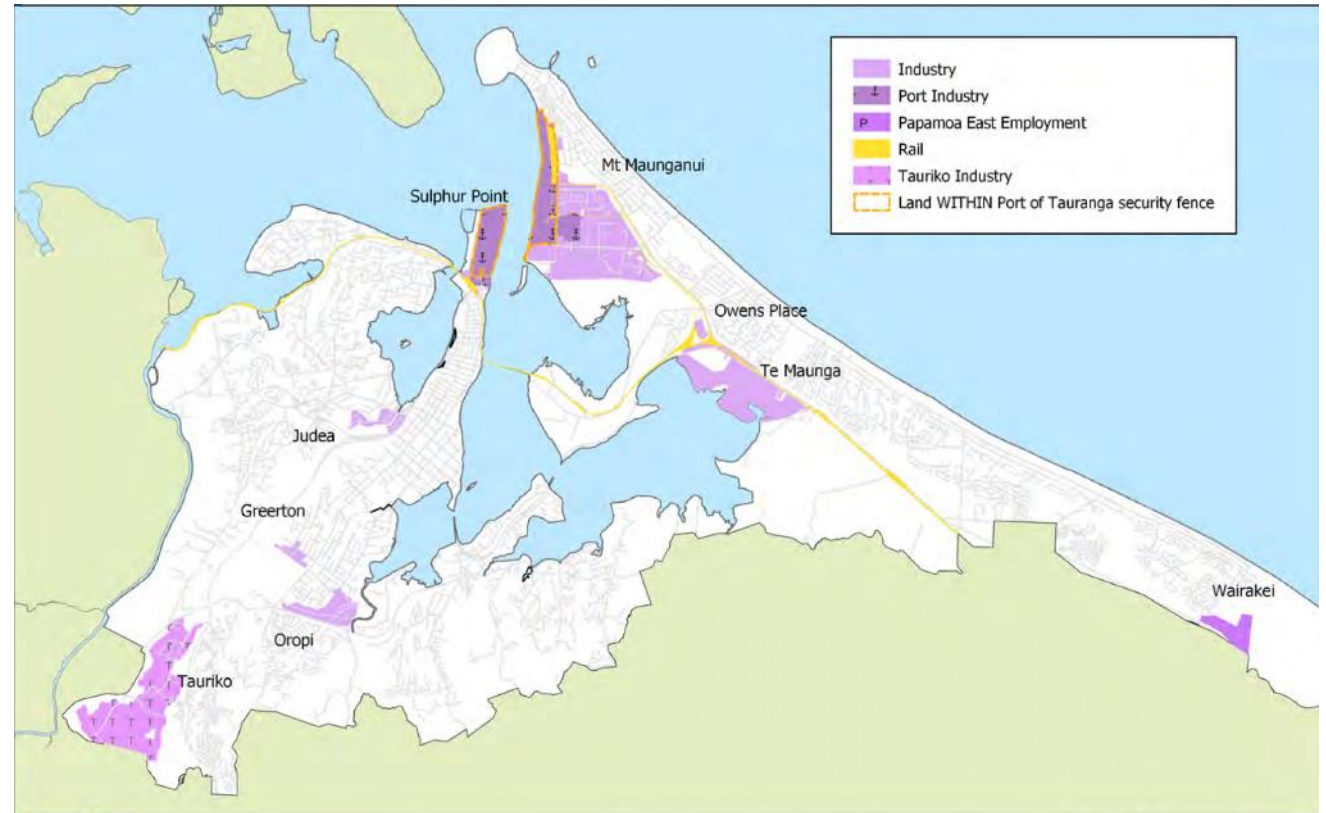 Industry
Port Industry
P
Papamoa East Employment
Rail
Tauriko Industry
Land WITHIN Port of Tauranga security fence
Mt Maunganui
Sulphur Point
Owens Place
Te Maunga
Judea
Greerton
Wairakei
Oropi
Tauriko
T T T T
T T T T
T T T